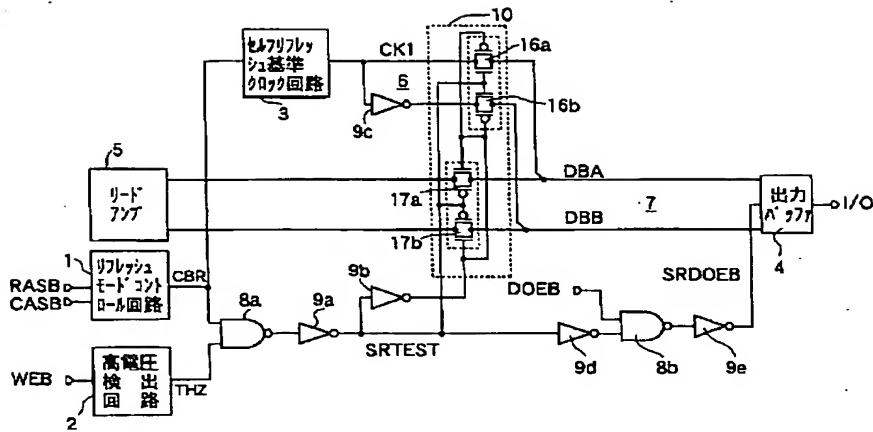 10
セルフリフレッ
シュ基準
クロック回路
3
CK1
6
9c
16a
16b
5
リード
アンプ
17a
17b
DBA
7
DBB
出力
バッファ
4
I/O
1
リフレッシュ
モードコント
ロール回路
RASB
CASB
CBR
8a
9a
9b
DOEB
SRDOEB
SRTEST
9d
8b
9e
WEB
高電圧
検出
回路
THZ
2